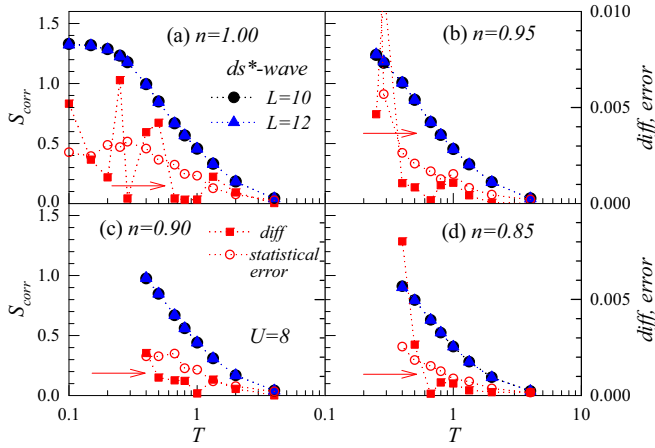 (a) n=1.00
(b) n=0.95
ds*-wave
L=10
L=12
S_corr
1.5
1.0
0.5
0.0
0.010
0.005
0.000
diff, error
(c) n=0.90
(d) n=0.85
diff
statistical
error
U=8
S_corr
1.0
0.5
0.0
0.005
0.000
diff, error
0.1
1
0.1
1
10
T
T